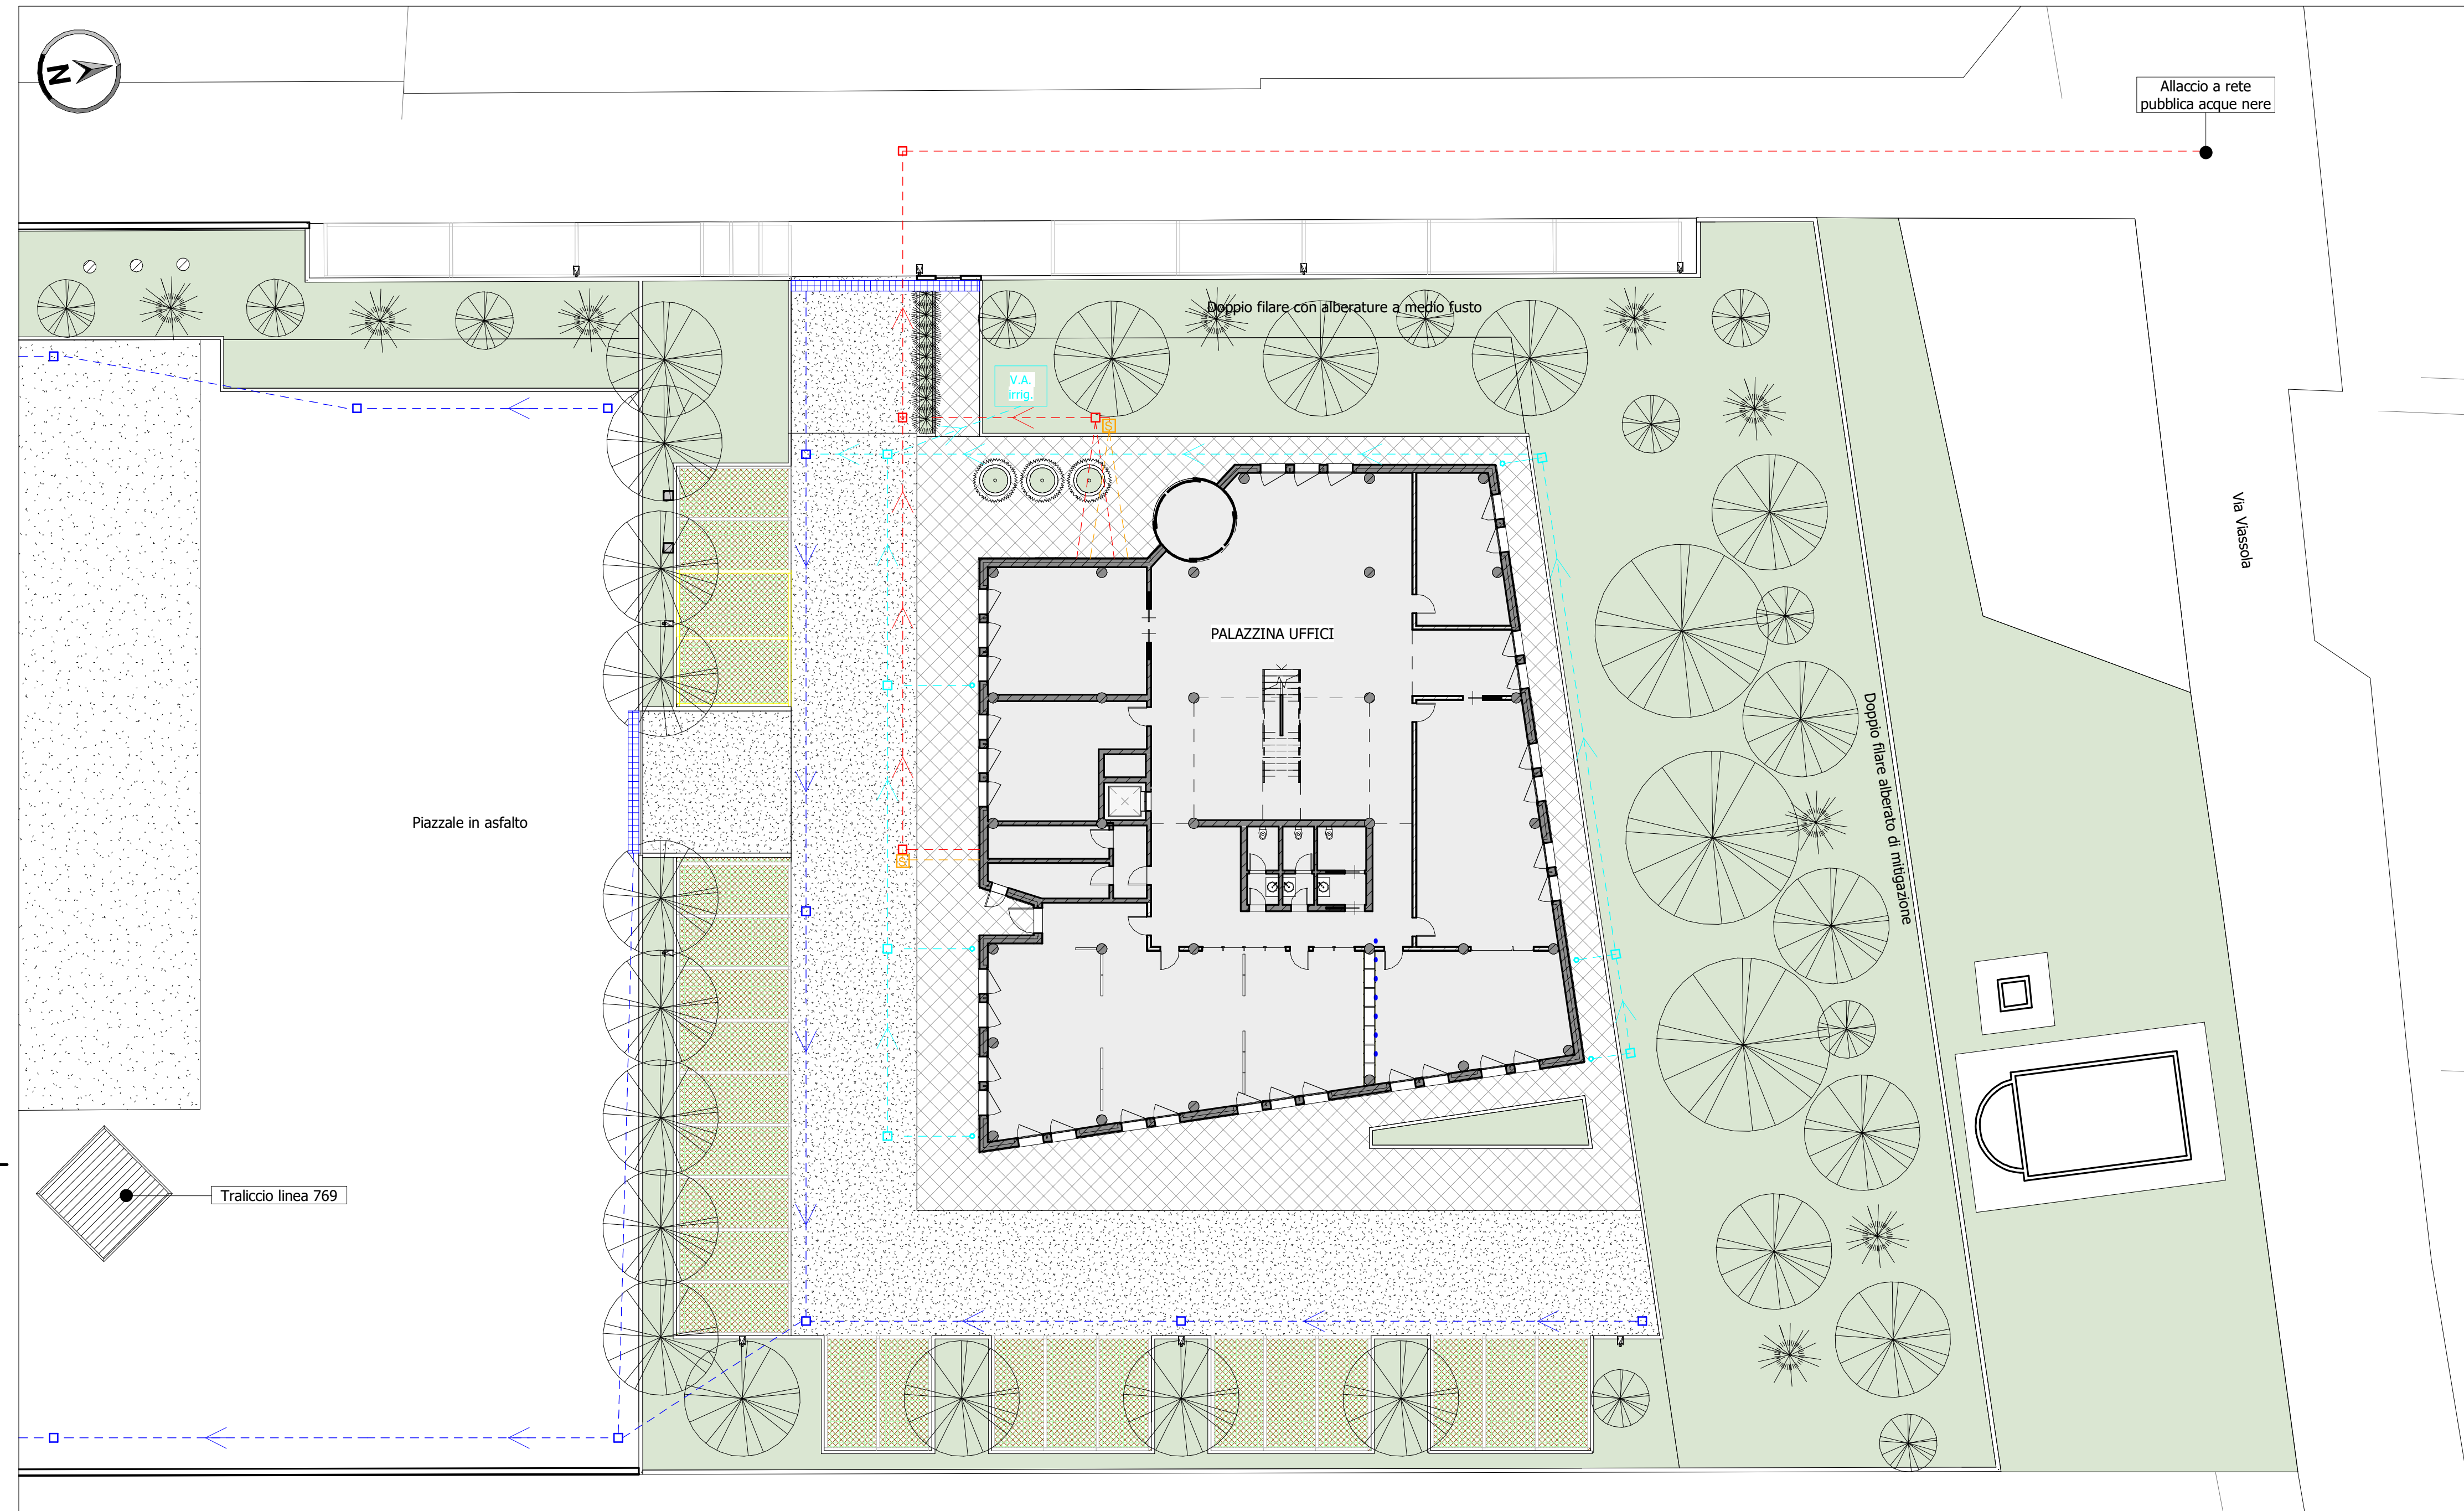 N
Allaccio a rete
pubblica acque nere
Doppio filare con alberature a medio fusto
V.A.
irrig.
S
Via Viassola
PALAZZINA UFFICI
Doppio filare alberato di mitigazione
Piazzale in asfalto
Traliccio linea 769